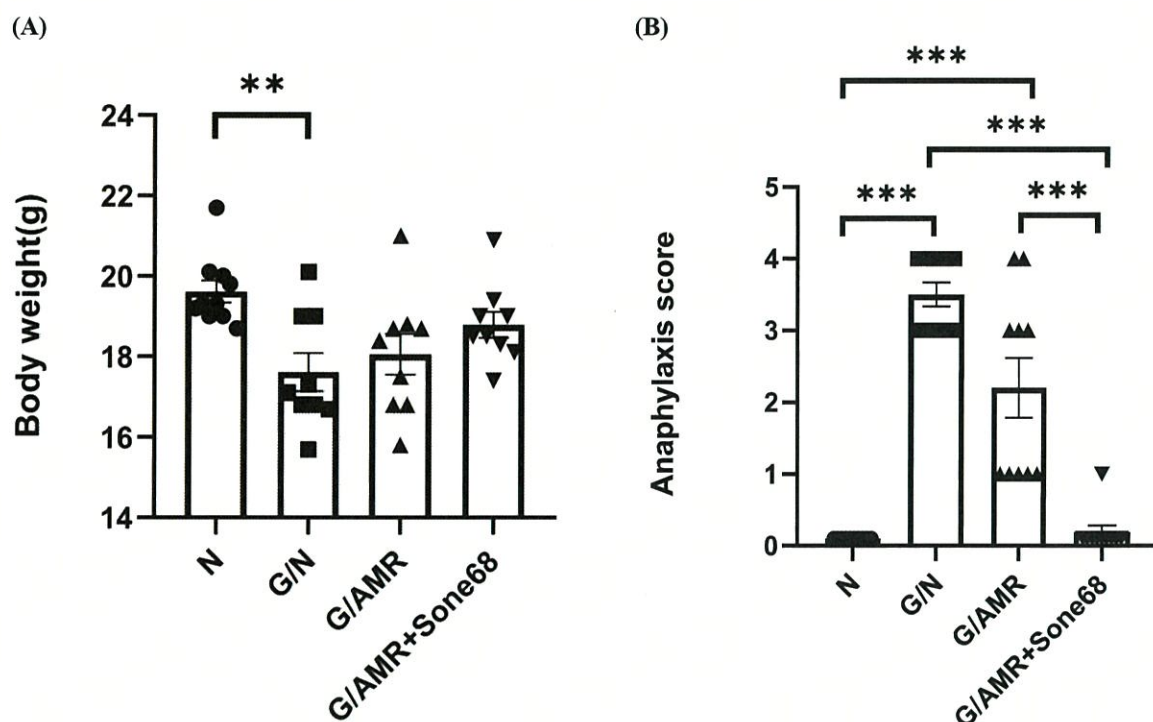 (A)
**
24
22
20
18
16
14
Body weight(g)
N
G/N
G/AMR
G/AMR+Sone68
(B)
***
***
***
***
5
4
3
2
1
0
Anaphylaxis score
N
G/N
G/AMR
G/AMR+Sone68